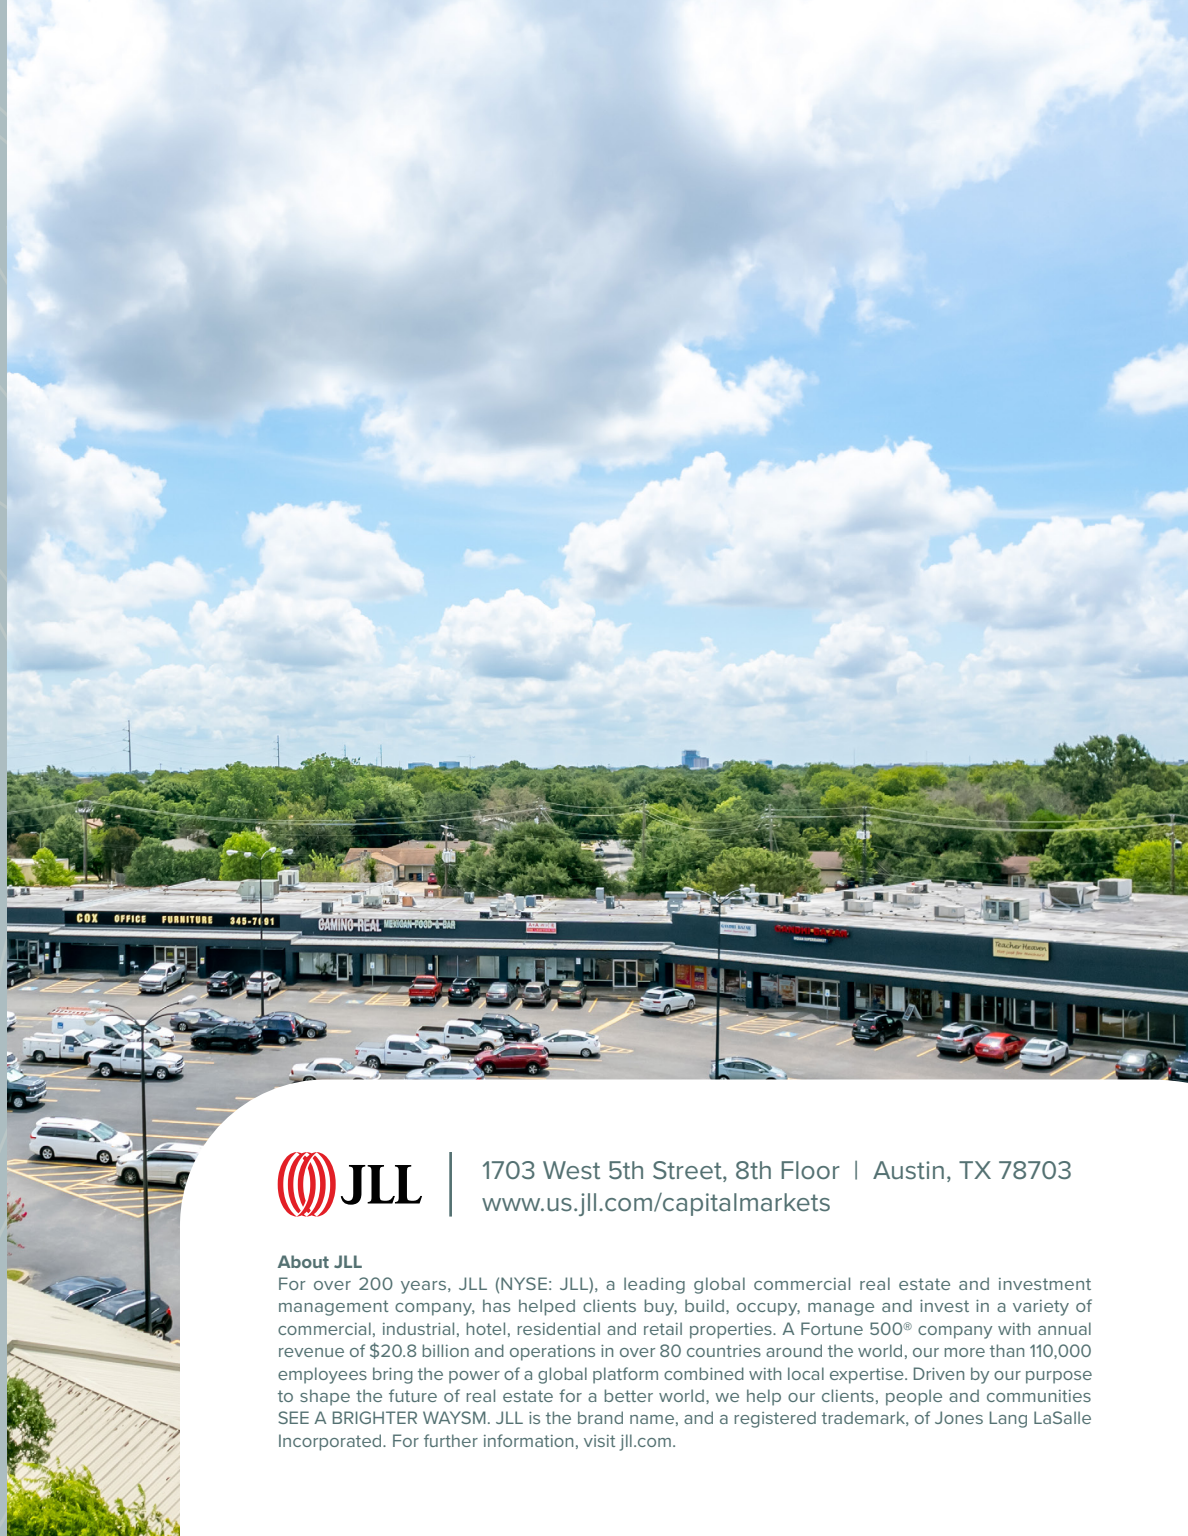 COX OFFICE FURNITURE 345-7691
GAMING-REAL MEXICAN-FOOD-&-BAR
GANDHI BAZAR
Teacher Heaven
JLL
1703 West 5th Street, 8th Floor | Austin, TX 78703
www.us.jll.com/capitalmarkets
About JLL
For over 200 years, JLL (NYSE: JLL), a leading global commercial real estate and investment
management company, has helped clients buy, build, occupy, manage and invest in a variety of
commercial, industrial, hotel, residential and retail properties. A Fortune 500® company with annual
revenue of $20.8 billion and operations in over 80 countries around the world, our more than 110,000
employees bring the power of a global platform combined with local expertise. Driven by our purpose
to shape the future of real estate for a better world, we help our clients, people and communities
SEE A BRIGHTER WAYSM. JLL is the brand name, and a registered trademark, of Jones Lang LaSalle
Incorporated. For further information, visit jll.com.